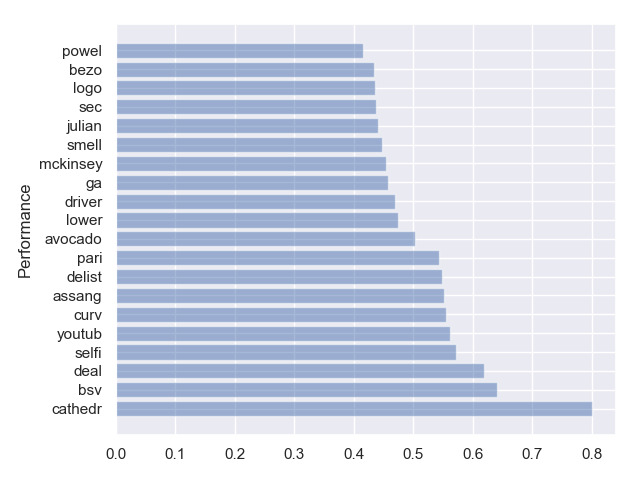 powel
bezo
logo
sec
julian
smell
mckinsey
ga
driver
lower
avocado
pari
delist
assang
curv
youtub
selfi
deal
bsv
cathedr
Performance
0.0 0.1 0.2 0.3 0.4 0.5 0.6 0.7 0.8